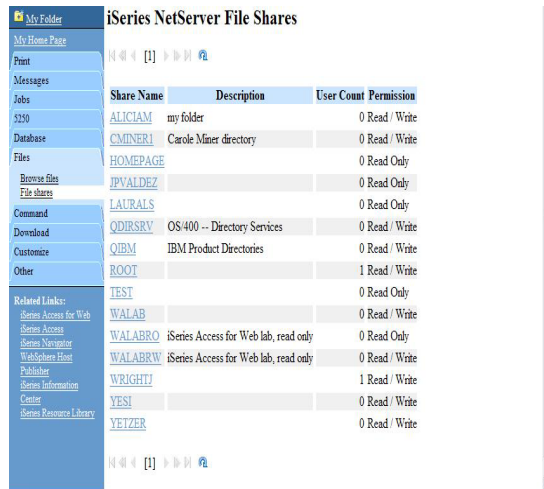 My Folder
My Home Page
Print
Messages
Jobs
5250
Database
Files
Browse files
File shares
Command
Download
Customize
Other
Related Links:
iSeries Access for Web
iSeries Access
iSeries Navigator
WebSphere Host
Publisher
iSeries Information
Center
iSeries Resource Library
iSeries NetServer File Shares
[1]
Share Name Description User Count Permission
ALICIAM my folder 0 Read / Write
CMINER1 Carole Miner directory 0 Read / Write
HOMEPAGE 0 Read Only
JPVALDEZ 0 Read Only
LAURALS 0 Read Only
QDIRSRV OS/400 -- Directory Services 0 Read / Write
QIBM IBM Product Directories 0 Read / Write
ROOT 1 Read / Write
TEST 0 Read Only
WALAB 0 Read / Write
WALABRO iSeries Access for Web lab, read only 0 Read Only
WALABRW iSeries Access for Web lab, read only 0 Read / Write
WRIGHTJ 1 Read / Write
YESI 0 Read / Write
YETZER 0 Read / Write
[1]